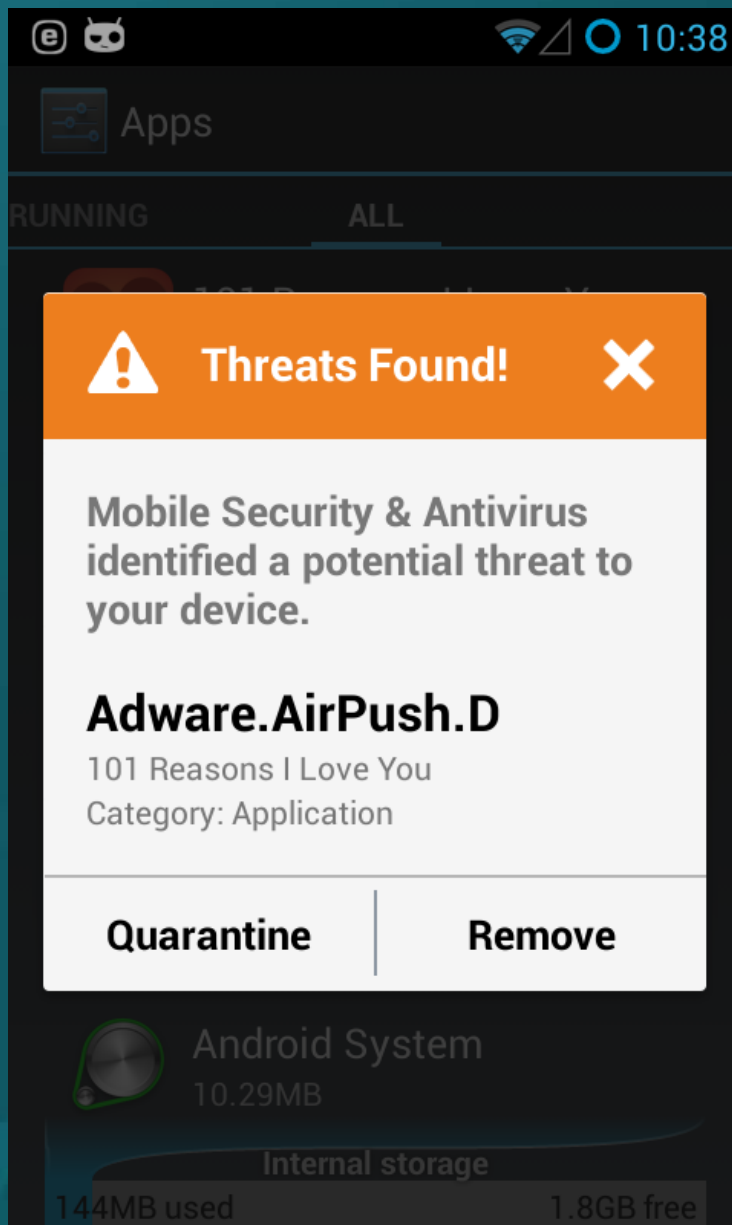 10:38
Apps
RUNNING ALL
Threats Found!
Mobile Security & Antivirus
identified a potential threat to
your device.
Adware.AirPush.D
101 Reasons I Love You
Category: Application
Quarantine Remove
Android System
10.29MB
Internal storage
144MB used 1.8GB free